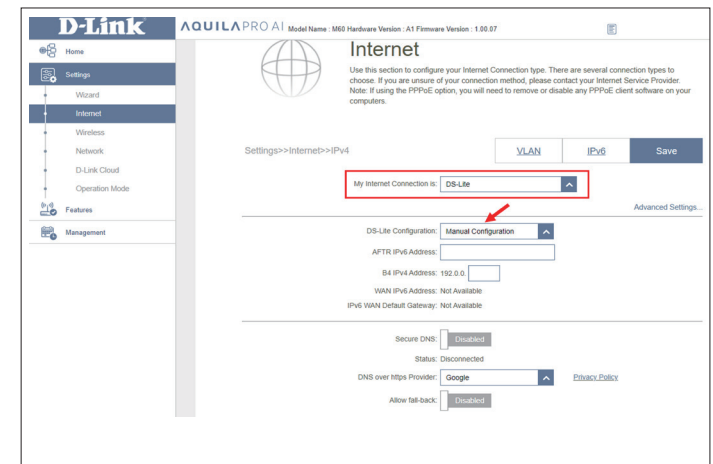 D-Link
AQUILA PRO AI Model Name : M60 Hardware Version : A1 Firmware Version : 1.00.07
Home
Settings
Wizard
Internet
Wireless
Network
D-Link Cloud
Operation Mode
Features
Management
Internet
Use this section to configure your Internet Connection type. There are several connection types to
choose. If you are unsure of your connection method, please contact your Internet Service Provider.
Note: If using the PPPoE option, you will need to remove or disable any PPPoE client software on your
computers.
Settings>>Internet>>IPv4 VLAN IPv6 Save
My Internet Connection is: DS-Lite
Advanced Settings...
DS-Lite Configuration: Manual Configuration
AFTR IPv6 Address:
B4 IPv4 Address: 192.0.0.
WAN IPv6 Address: Not Available
IPv6 WAN Default Gateway: Not Available
Secure DNS: Disabled
Status: Disconnected
DNS over https Provider: Google Privacy Policy
Allow fall-back: Disabled